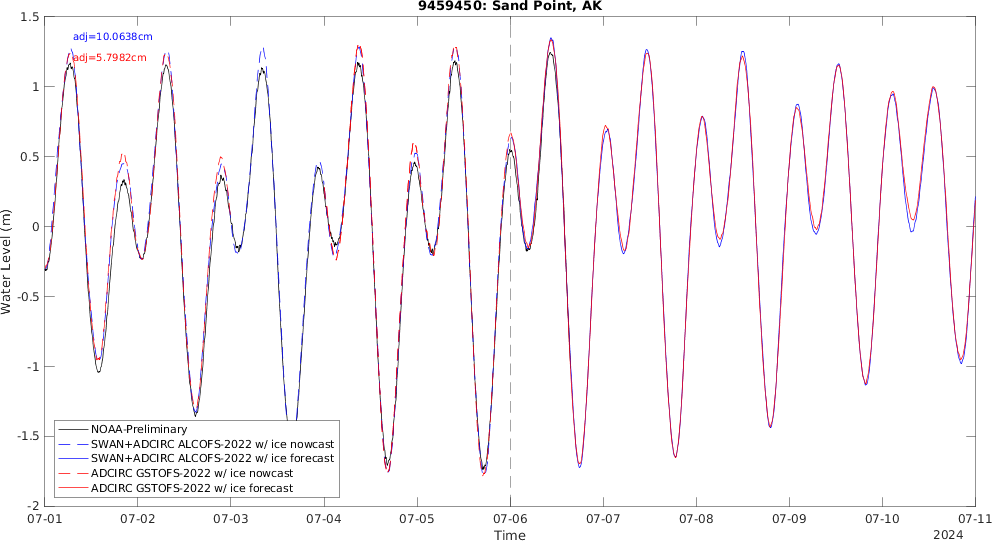 9459450: Sand Point, AK
adj=10.0638cm
adj=5.7982cm
Water Level (m)
1.5
1
0.5
0
-0.5
-1
-1.5
-2
NOAA-Preliminary
SWAN+ADCIRC ALCOFS-2022 w/ ice nowcast
SWAN+ADCIRC ALCOFS-2022 w/ ice forecast
ADCIRC GSTOFS-2022 w/ ice nowcast
ADCIRC GSTOFS-2022 w/ ice forecast
07-01 07-02 07-03 07-04 07-05 07-06 07-07 07-08 07-09 07-10 07-11
Time
2024